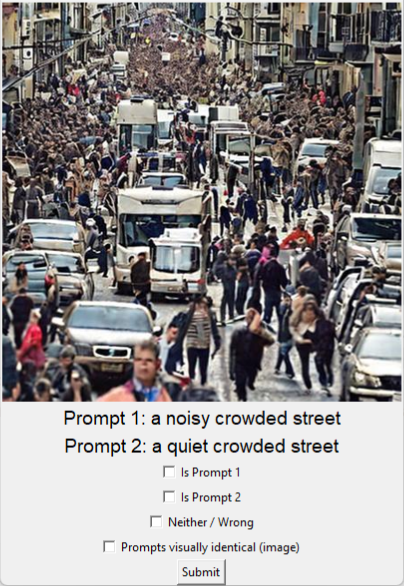 Prompt 1: a noisy crowded street
Prompt 2: a quiet crowded street
Is Prompt 1
Is Prompt 2
Neither / Wrong
Prompts visually identical (image)
Submit